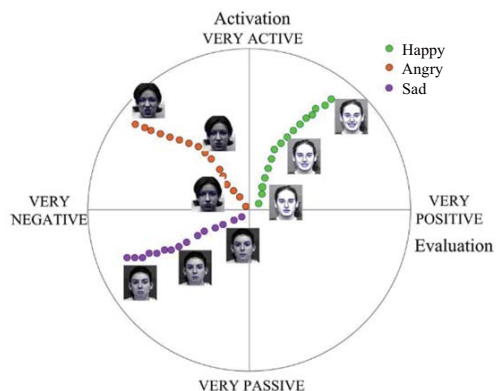 Activation
VERY ACTIVE
Happy
Angry
Sad
VERY
NEGATIVE
VERY
POSITIVE
Evaluation
VERY PASSIVE